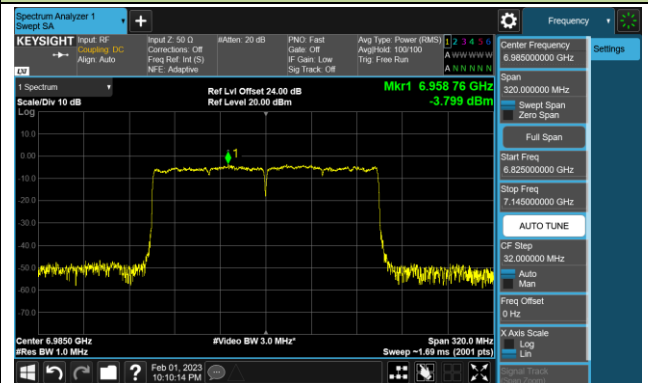 Spectrum Analyzer 1
Swept SA
Frequency
KEYSIGHT
Input: RF
Coupling: DC
Align: Auto
Input Z: 50 Ω
Corrections: Off
Freq Ref: Int (S)
NFE: Adaptive
#Atten: 20 dB
PNO: Fast
Gate: Off
IF Gain: Low
Sig Track: Off
Avg Type: Power (RMS)
Avg|Hold: 100/100
Trig: Free Run
1 2 3 4 5 6
A W W W W W
A N N N N N
LXI
1 Spectrum
Scale/Div 10 dB
Log
Ref Lvl Offset 24.00 dB
Ref Level 20.00 dBm
Mkr1 6.958 76 GHz
-3.799 dBm
10.0
0.00
-10.0
-20.0
-30.0
-40.0
-50.0
-60.0
-70.0
1
Center 6.9850 GHz
#Res BW 1.0 MHz
#Video BW 3.0 MHz*
Span 320.0 MHz
Sweep ~1.69 ms (2001 pts)
Center Frequency
6.985000000 GHz
Settings
Span
320.000000 MHz
Swept Span
Zero Span
Full Span
Start Freq
6.825000000 GHz
Stop Freq
7.145000000 GHz
AUTO TUNE
CF Step
32.000000 MHz
Auto
Man
Freq Offset
0 Hz
X Axis Scale
Log
Lin
Signal Track
(Span Zoom)
Feb 01, 2023
10:10:14 PM